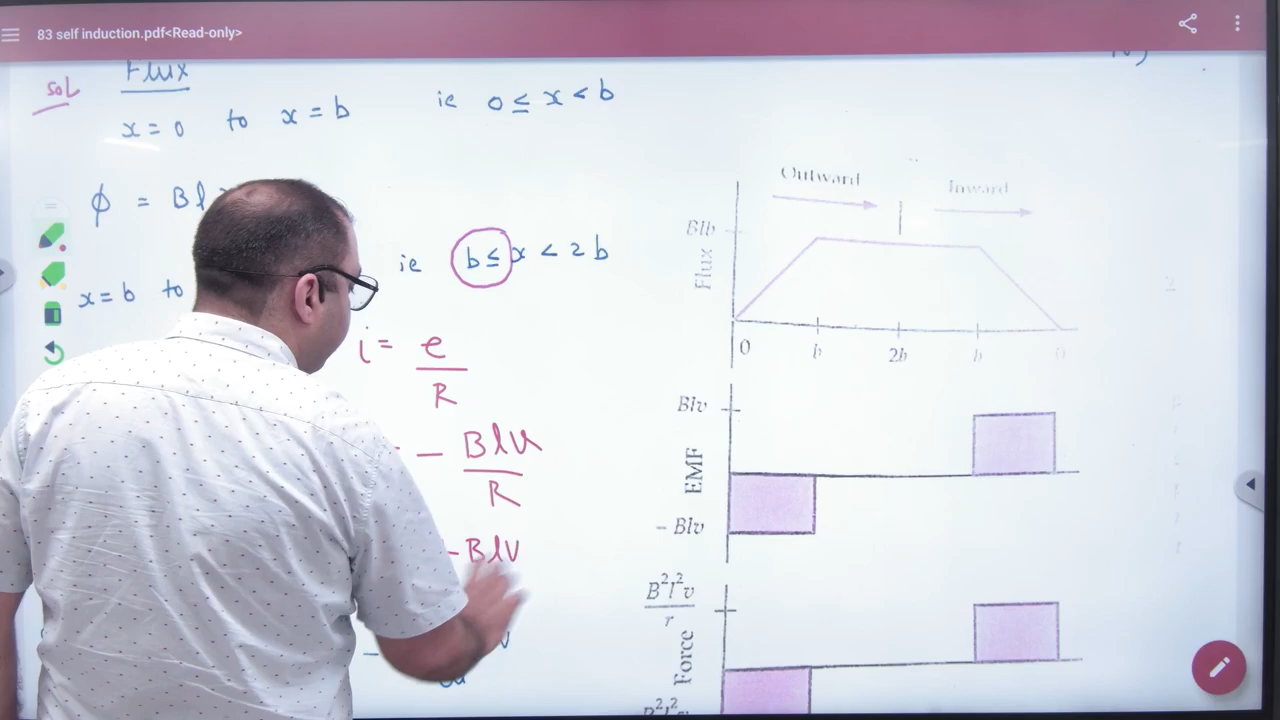 83 self induction.pdf<Read-only>
sol Flux
x = 0 to x = b ie 0 ≤ x < b
ϕ = Bl
x = b to ie b ≤ x < 2b
i = e
R
- Blv
R
- Blv
Outward Inward
Blb
Flux
0 b 2b b 0
Blv
EMF
- Blv
B²l²v
r
Force